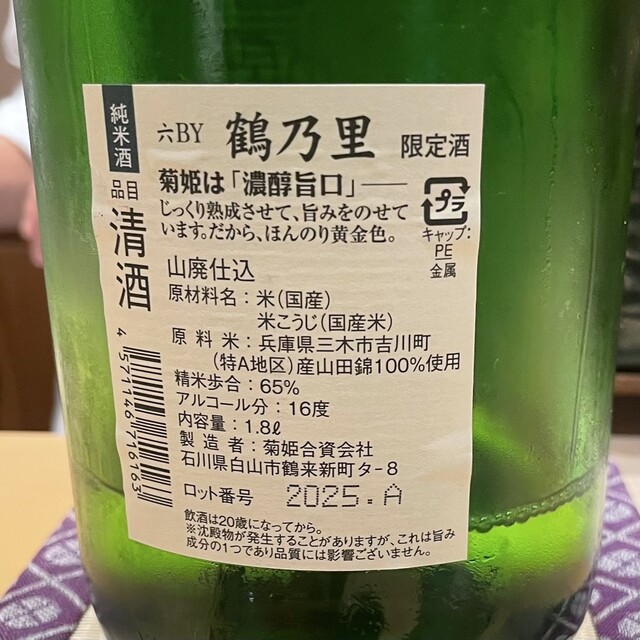 純米酒
品目
清酒
六BY 鶴乃里 限定酒
菊姫は「濃醇旨口」――
じっくり熟成させて、旨みをのせて
います。だから、ほんのり黄金色。
プラ
キャップ:
PE
金属
山廃仕込
原材料名:米(国産)
米こうじ(国産米)
原料米:兵庫県三木市吉川町
(特A地区)産山田錦100%使用
精米歩合:65%
アルコール分:16度
内容量:1.8ℓ
製造者:菊姫合資会社
石川県白山市鶴来新町タ-8
ロット番号 2025.A
飲酒は20歳になってから。
※沈殿物が発生することがありますが、これは旨み
成分の1つであり品質には影響ございません。
4571146716163